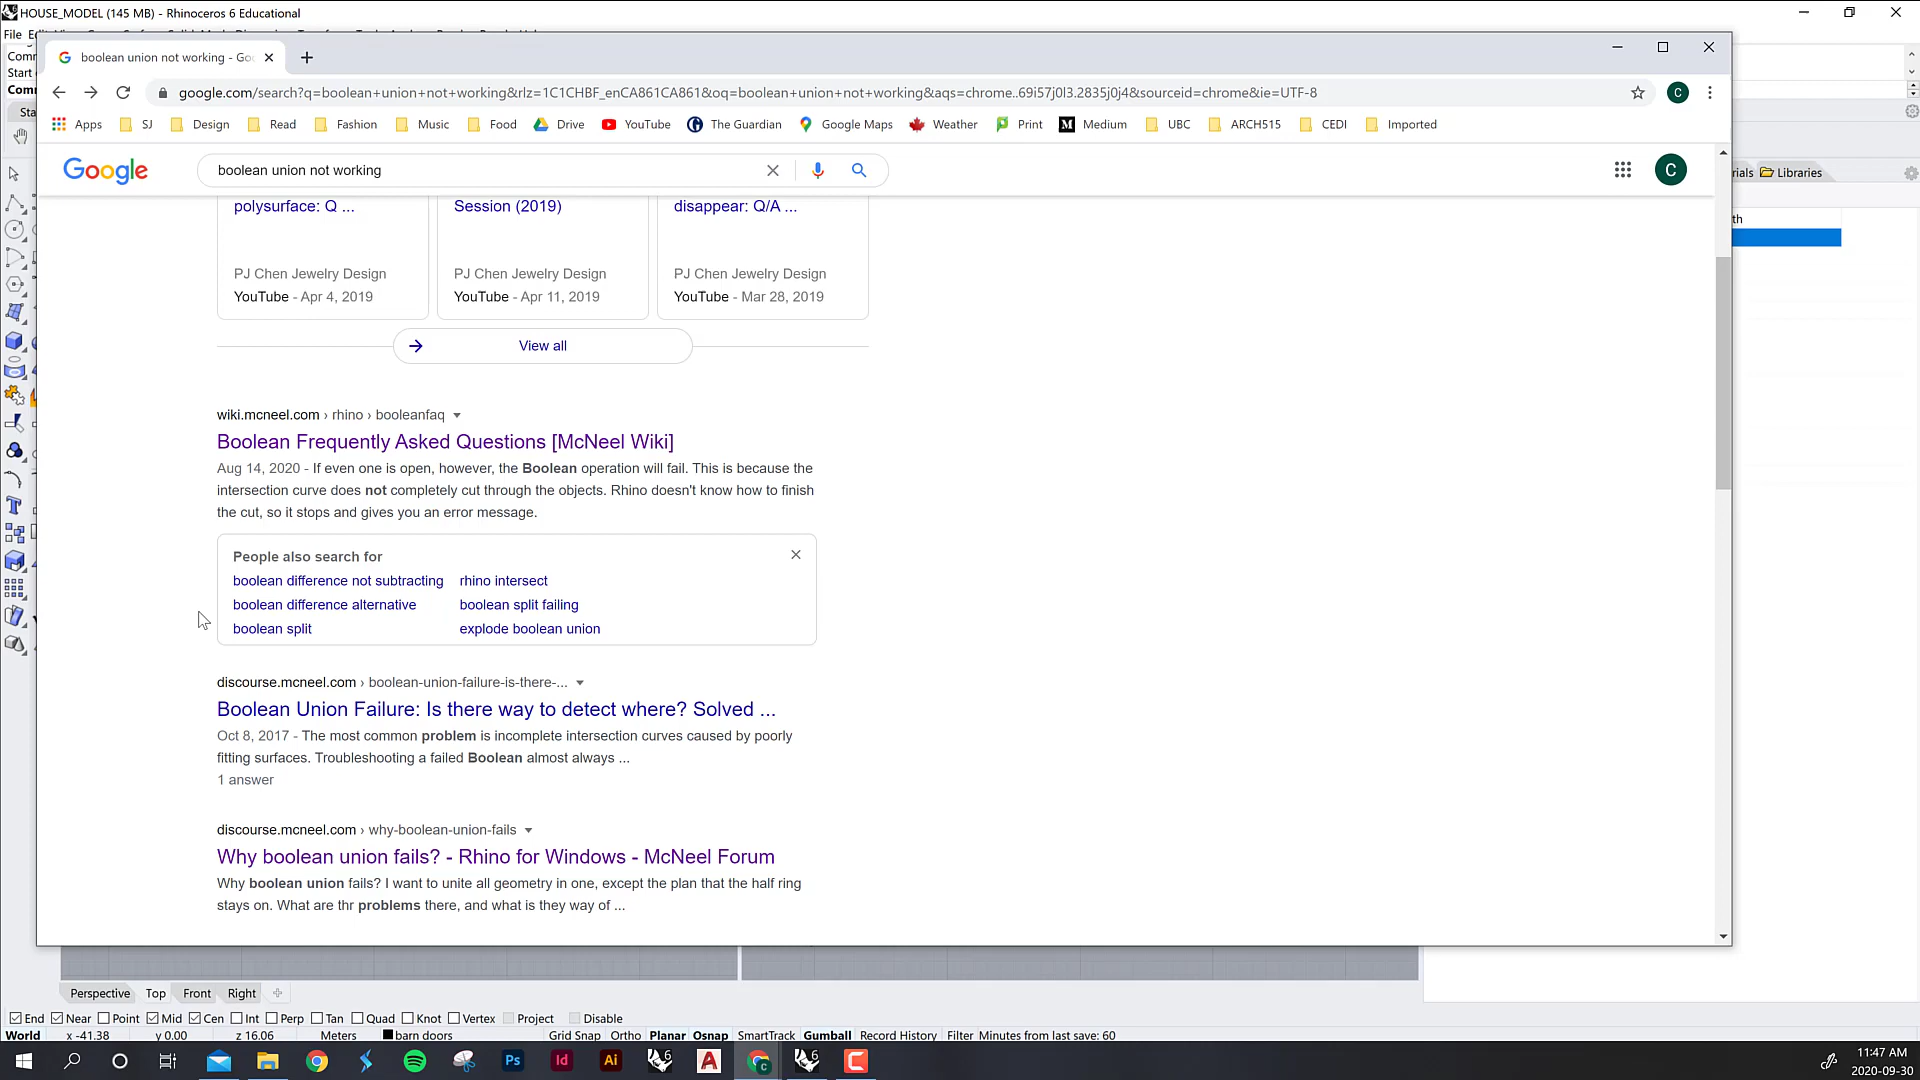 HOUSE_MODEL (145 MB) - Rhinoceros 6 Educational
File
Comm
Start
Comm
Sta
boolean union not working - Goo
google.com/search?q=boolean+union+not+working&rlz=1C1CHBF_enCA861CA861&oq=boolean+union+not+working&aqs=chrome..69i57j0l3.2835j0j4&sourceid=chrome&ie=UTF-8
C
Apps SJ Design Read Fashion Music Food Drive YouTube The Guardian Google Maps Weather Print Medium UBC ARCH515 CEDI Imported
Google
boolean union not working
C
rials Libraries
th
polysurface: Q ...
Session (2019)
disappear: Q/A ...
PJ Chen Jewelry Design
YouTube - Apr 4, 2019
PJ Chen Jewelry Design
YouTube - Apr 11, 2019
PJ Chen Jewelry Design
YouTube - Mar 28, 2019
View all
wiki.mcneel.com › rhino › booleanfaq
Boolean Frequently Asked Questions [McNeel Wiki]
Aug 14, 2020 - If even one is open, however, the Boolean operation will fail. This is because the
intersection curve does not completely cut through the objects. Rhino doesn't know how to finish
the cut, so it stops and gives you an error message.
People also search for
boolean difference not subtracting rhino intersect
boolean difference alternative boolean split failing
boolean split explode boolean union
discourse.mcneel.com › boolean-union-failure-is-there-...
Boolean Union Failure: Is there way to detect where? Solved ...
Oct 8, 2017 - The most common problem is incomplete intersection curves caused by poorly
fitting surfaces. Troubleshooting a failed Boolean almost always ...
1 answer
discourse.mcneel.com › why-boolean-union-fails
Why boolean union fails? - Rhino for Windows - McNeel Forum
Why boolean union fails? I want to unite all geometry in one, except the plan that the half ring
stays on. What are thr problems there, and what is they way of ...
Perspective Top Front Right
End Near Point Mid Cen Int Perp Tan Quad Knot Vertex Project Disable
World x -41.38 y 0.00 z 16.06 Meters barn doors Grid Snap Ortho Planar Osnap SmartTrack Gumball Record History Filter Minutes from last save: 60
Ps Id Ai 6 A C 6 C
11:47 AM
2020-09-30